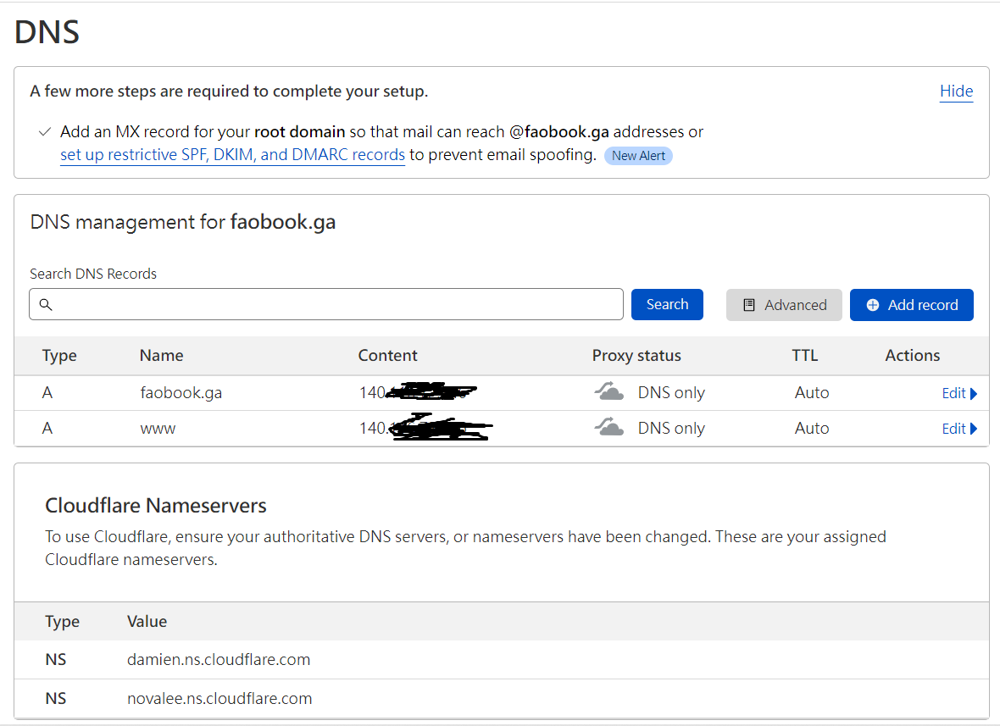 DNS
A few more steps are required to complete your setup.
Hide
Add an MX record for your root domain so that mail can reach @faobook.ga addresses or
set up restrictive SPF, DKIM, and DMARC records to prevent email spoofing. New Alert
DNS management for faobook.ga
Search DNS Records
Search Advanced Add record
Type Name Content Proxy status TTL Actions
A faobook.ga 140. DNS only Auto Edit
A www 140. DNS only Auto Edit
Cloudflare Nameservers
To use Cloudflare, ensure your authoritative DNS servers, or nameservers have been changed. These are your assigned
Cloudflare nameservers.
Type Value
NS damien.ns.cloudflare.com
NS novalee.ns.cloudflare.com